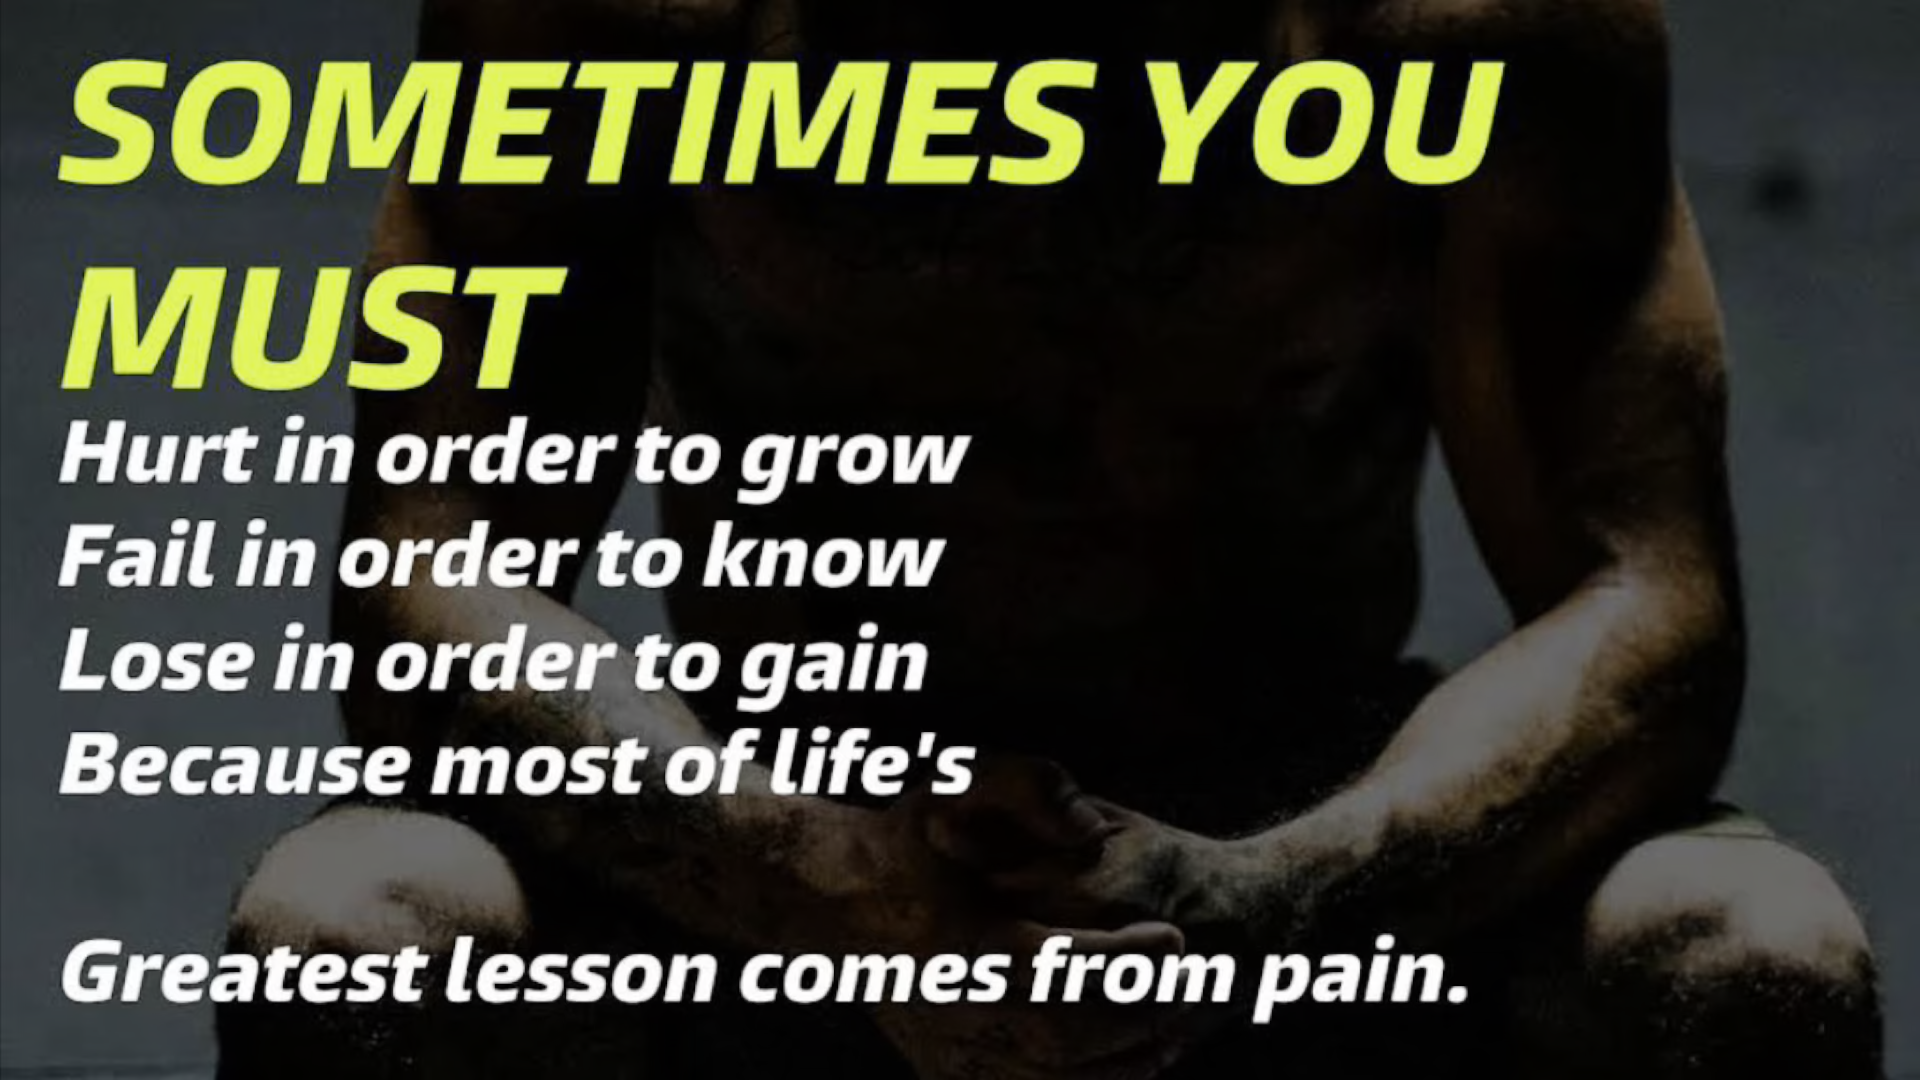 SOMETIMES YOU
MUST
Hurt in order to grow
Fail in order to know
Lose in order to gain
Because most of life's
Greatest lesson comes from pain.